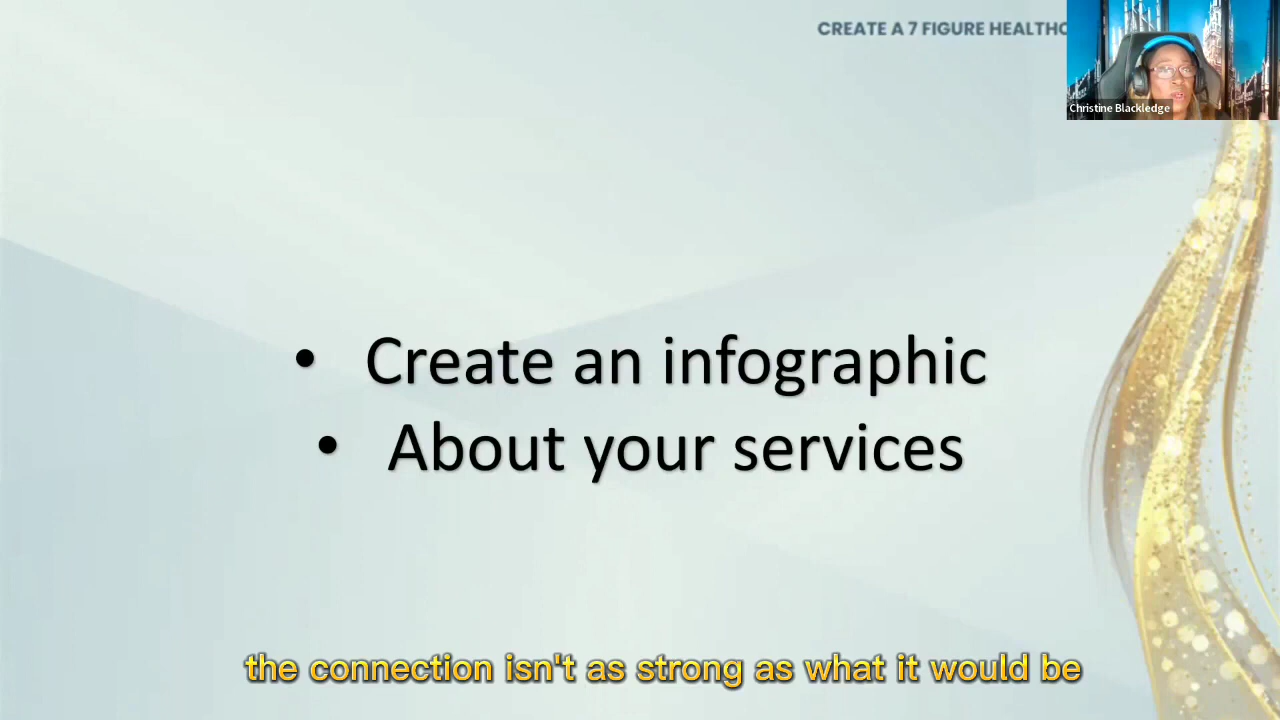 CREATE A 7 FIGURE
Christine Blackledge
• Create an infographic
• About your services
the connection isn't as strong as what it would be